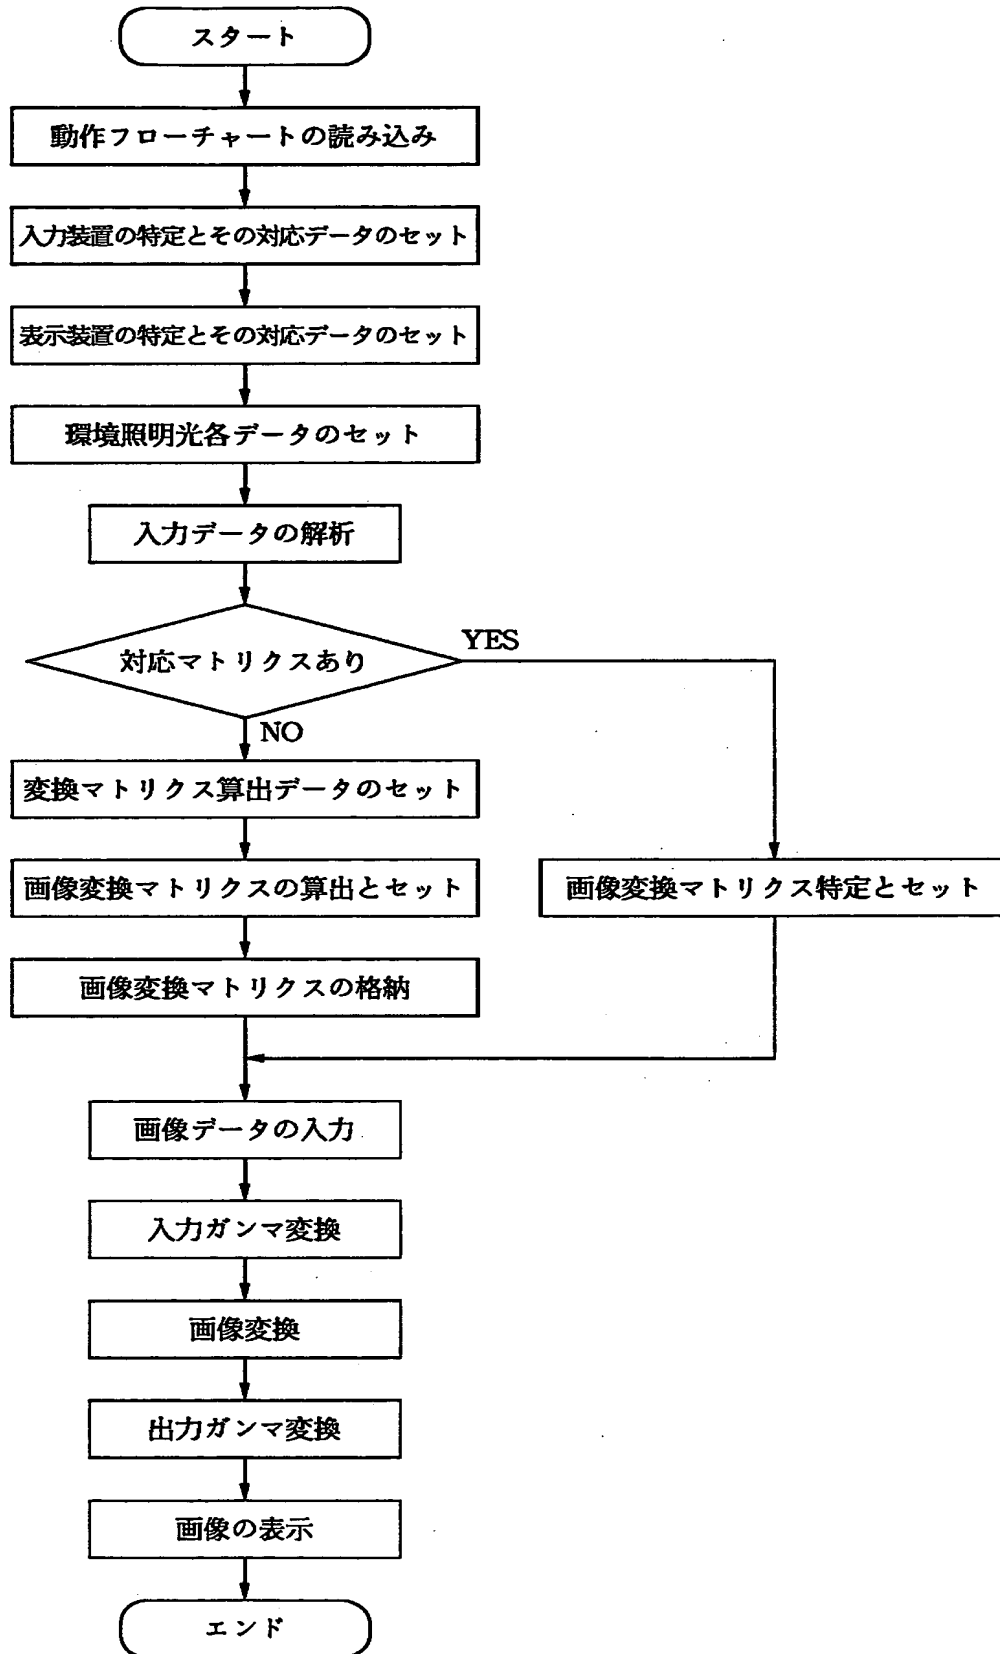 スタート
動作フローチャートの読み込み
入力装置の特定とその対応データのセット
表示装置の特定とその対応データのセット
環境照明光各データのセット
入力データの解析
対応マトリクスあり
YES
NO
変換マトリクス算出データのセット
画像変換マトリクスの算出とセット
画像変換マトリクス特定とセット
画像変換マトリクスの格納
画像データの入力
入力ガンマ変換
画像変換
出力ガンマ変換
画像の表示
エンド